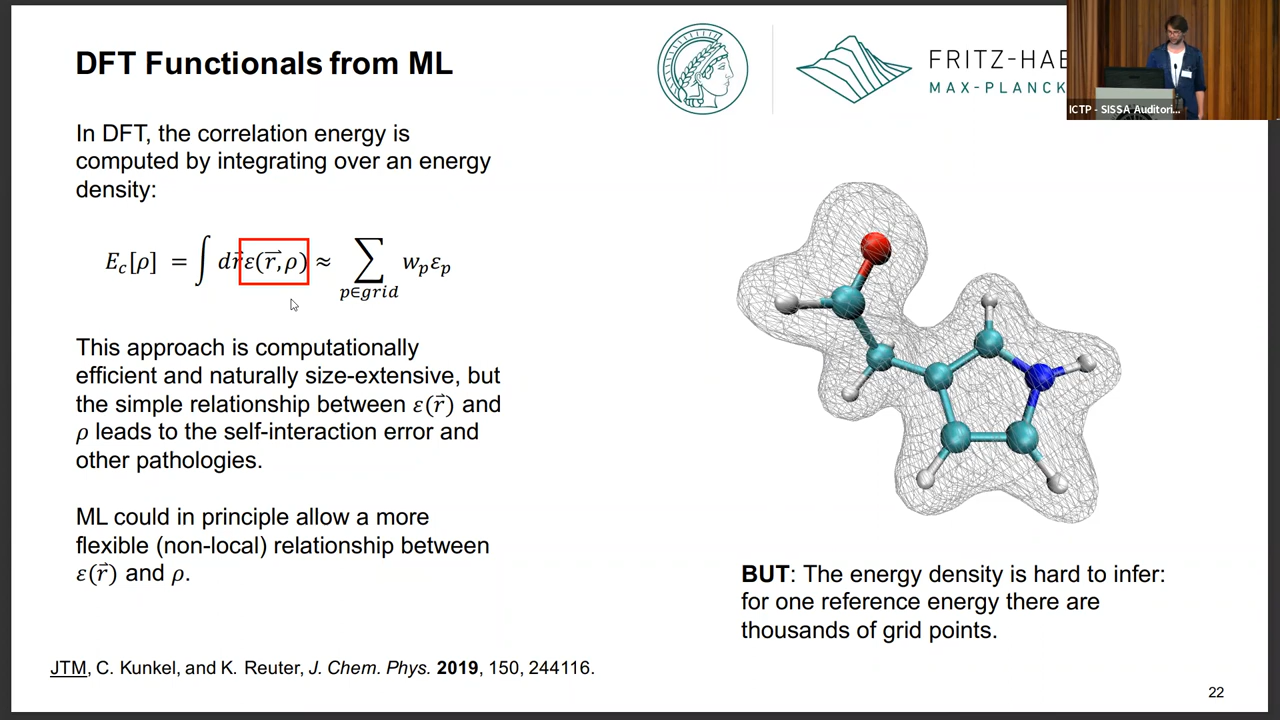 DFT Functionals from ML
FRITZ-HAB
MAX-PLANCK
ICTP - SISSA Auditori...
In DFT, the correlation energy is
computed by integrating over an energy
density:
E_c[ρ] = ∫ dr⃗ ε(r⃗,ρ) ≈ ∑_{p∈grid} w_p ε_p
This approach is computationally
efficient and naturally size-extensive, but
the simple relationship between ε(r⃗) and
ρ leads to the self-interaction error and
other pathologies.
ML could in principle allow a more
flexible (non-local) relationship between
ε(r⃗) and ρ.
BUT: The energy density is hard to infer:
for one reference energy there are
thousands of grid points.
JTM, C. Kunkel, and K. Reuter, J. Chem. Phys. 2019, 150, 244116.
22